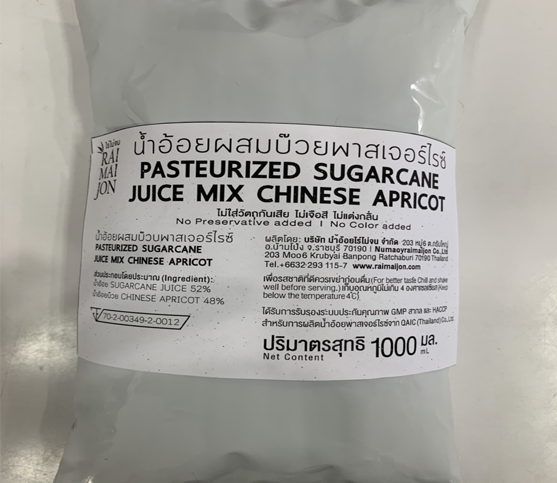 ไร่ไม่จน
RAI
MAI
JON
น้ำอ้อยผสมบ๊วยพาสเจอร์ไรซ์
PASTEURIZED SUGARCANE
JUICE MIX CHINESE APRICOT
ไม่ใส่วัตถุกันเสีย ไม่เจือสี ไม่แต่งกลิ่น
No Preservative added I No Color added
น้ำอ้อยผสมบ๊วยพาสเจอร์ไรซ์
PASTEURIZED SUGARCANE
JUICE MIX CHINESE APRICOT
ส่วนประกอบโดยประมาณ (Ingredient):
น้ำอ้อย SUGARCANE JUICE 52%
น้ำอ้อยบ๊วย CHINESE APRICOT 48%
70-2-00349-2-0012
ผลิตโดย: บริษัท น้ำอ้อยไร่ไม่จน จำกัด 203 หมู่6 ต.กรับใหญ่
อ.บ้านโป่ง จ.ราชบุรี 70190 I Numaoyraimaijon Co.,Ltd
203 Moo6 Krubyai Banpong Ratchaburi 70190 Thailand
Tel.+6632-293 115-7 www.raimaijon.com
เพื่อรสชาติที่ดีควรเขย่าก่อนดื่ม(For better taste Chill and shake
well before serving.) เก็บอุณหภูมิไม่เกิน 4 องศาเซลเซียส (Keep
below the temperature4C)
ได้รับการรับรองระบบประกันคุณภาพ GMP สากล และ HACCP
สำหรับการผลิตน้ำอ้อยพาสเจอร์ไรซ์จาก QAIC (Thailand) Co.,Ltd
ปริมาตรสุทธิ 1000 มล.
Net Content mL